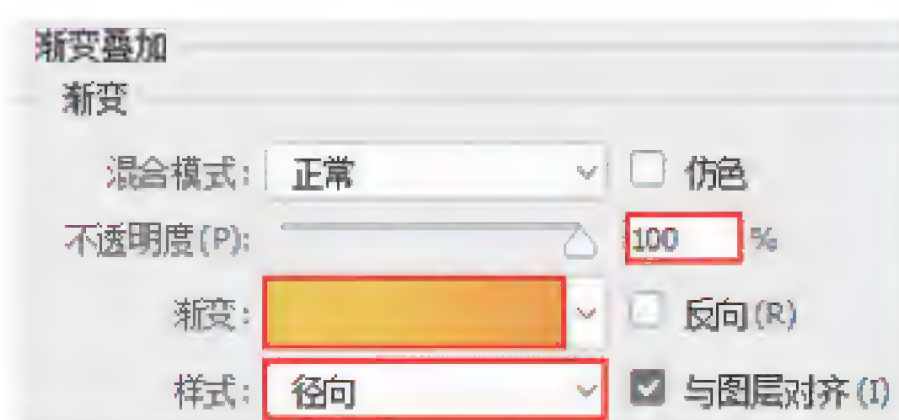 渐变叠加
渐变
混合模式: 正常 仿色
不透明度(P): 100 %
渐变: 反向(R)
样式: 径向 与图层对齐(I)